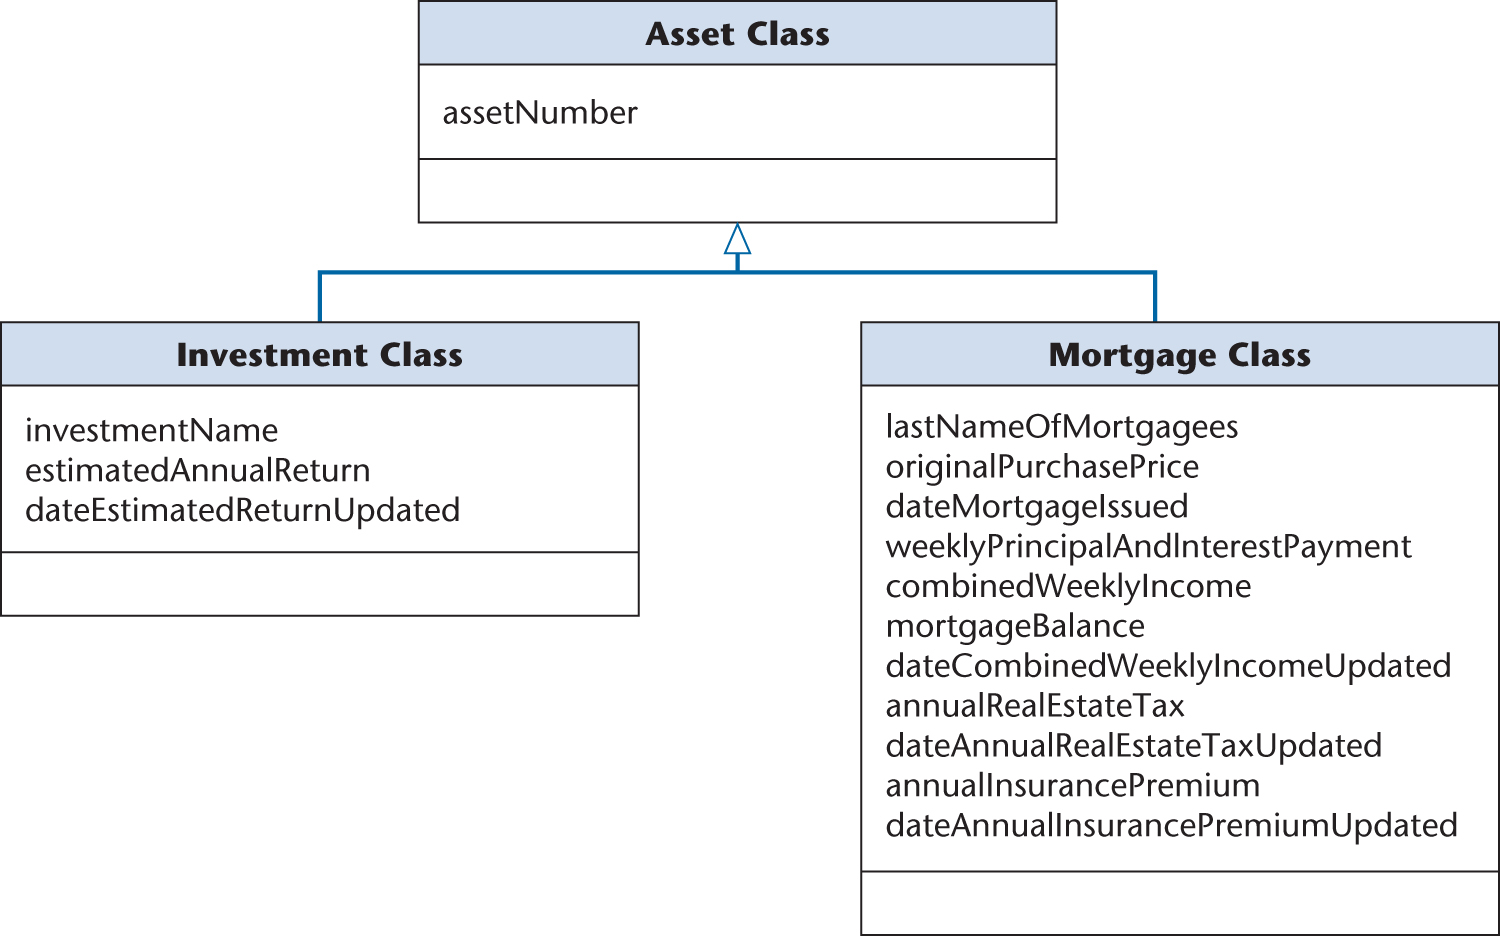 Asset Class
assetNumber
Investment Class
investmentName
estimatedAnnualReturn
dateEstimatedReturnUpdated
Mortgage Class
lastNameOfMortgagees
originalPurchasePrice
dateMortgageIssued
weeklyPrincipalAndInterestPayment
combinedWeeklyIncome
mortgageBalance
dateCombinedWeeklyIncomeUpdated
annualRealEstateTax
dateAnnualRealEstateTaxUpdated
annualInsurancePremium
dateAnnualInsurancePremiumUpdated